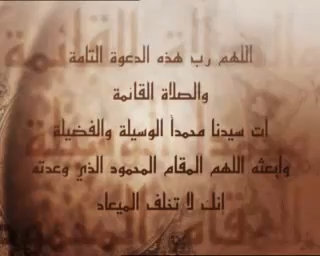 اللهم رب هذه الدعوة التامة
والصلاة القائمة
آت سيدنا محمداً الوسيلة والفضيلة
وابعثه اللهم المقام المحمود الذي وعدته
انك لا تخلف الميعاد